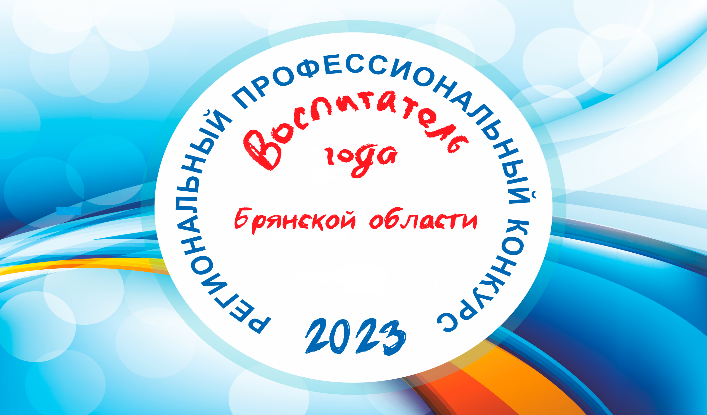 РЕГИОНАЛЬНЫЙ ПРОФЕССИОНАЛЬНЫЙ КОНКУРС
Воспитатель
года
Брянской области
2023